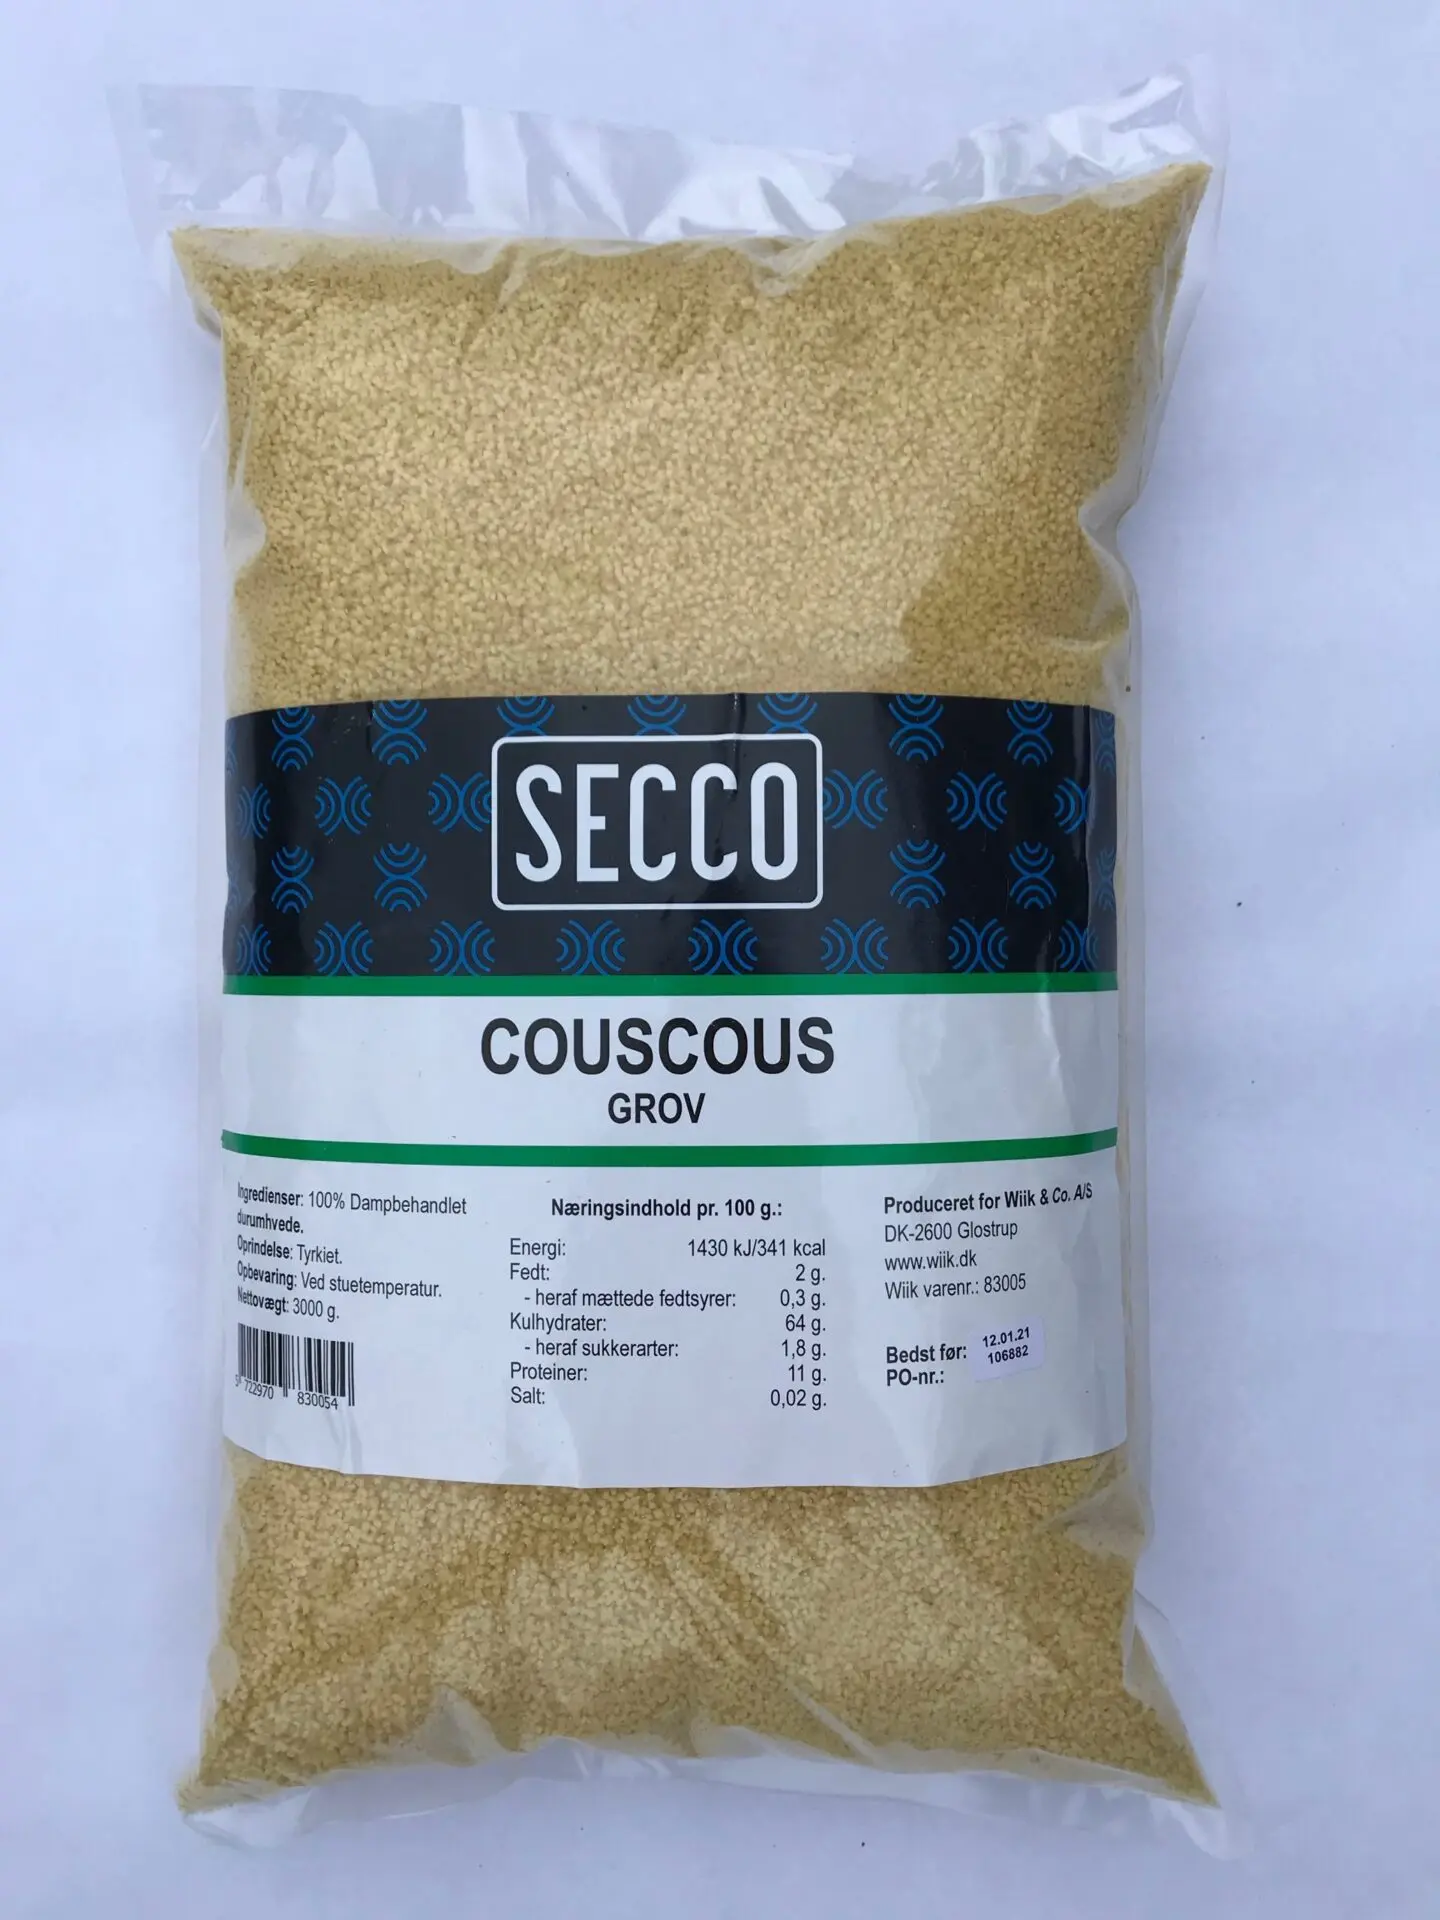 SECCO
COUSCOUS
GROV
Ingredienser: 100% Dampbehandlet
durumhvede.
Oprindelse: Tyrkiet.
Opbevaring: Ved stuetemperatur.
Nettovægt: 3000 g.
5 722970 830054
Næringsindhold pr. 100 g.:
Energi: 1430 kJ/341 kcal
Fedt: 2 g.
- heraf mættede fedtsyrer: 0,3 g.
Kulhydrater: 64 g.
- heraf sukkerarter: 1,8 g.
Proteiner: 11 g.
Salt: 0,02 g.
Produceret for Wiik & Co. A/S
DK-2600 Glostrup
www.wiik.dk
Wiik varenr.: 83005
Bedst før: 12.01.21
PO-nr.: 106882